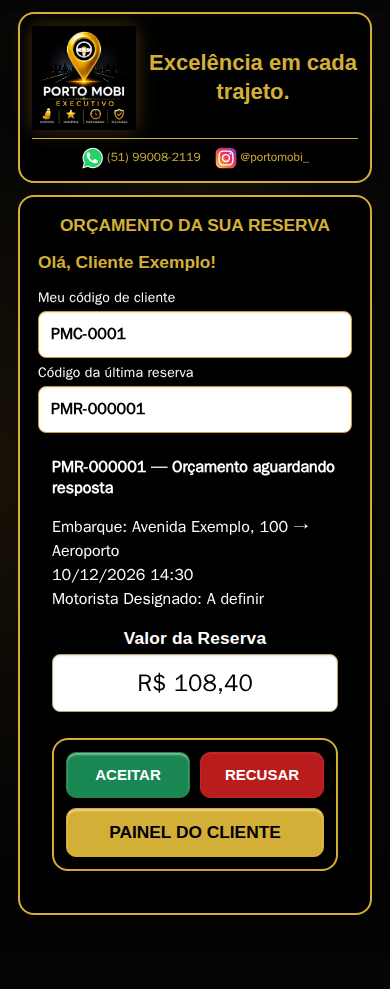 PORTO MOBI
EXECUTIVO
Excelência em cada
trajeto.
(51) 99008-2119 @portomobi_
ORÇAMENTO DA SUA RESERVA
Olá, Cliente Exemplo!
Meu código de cliente
PMC-0001
Código da última reserva
PMR-000001
PMR-000001 — Orçamento aguardando
resposta
Embarque: Avenida Exemplo, 100 →
Aeroporto
10/12/2026 14:30
Motorista Designado: A definir
Valor da Reserva
R$ 108,40
ACEITAR RECUSAR
PAINEL DO CLIENTE